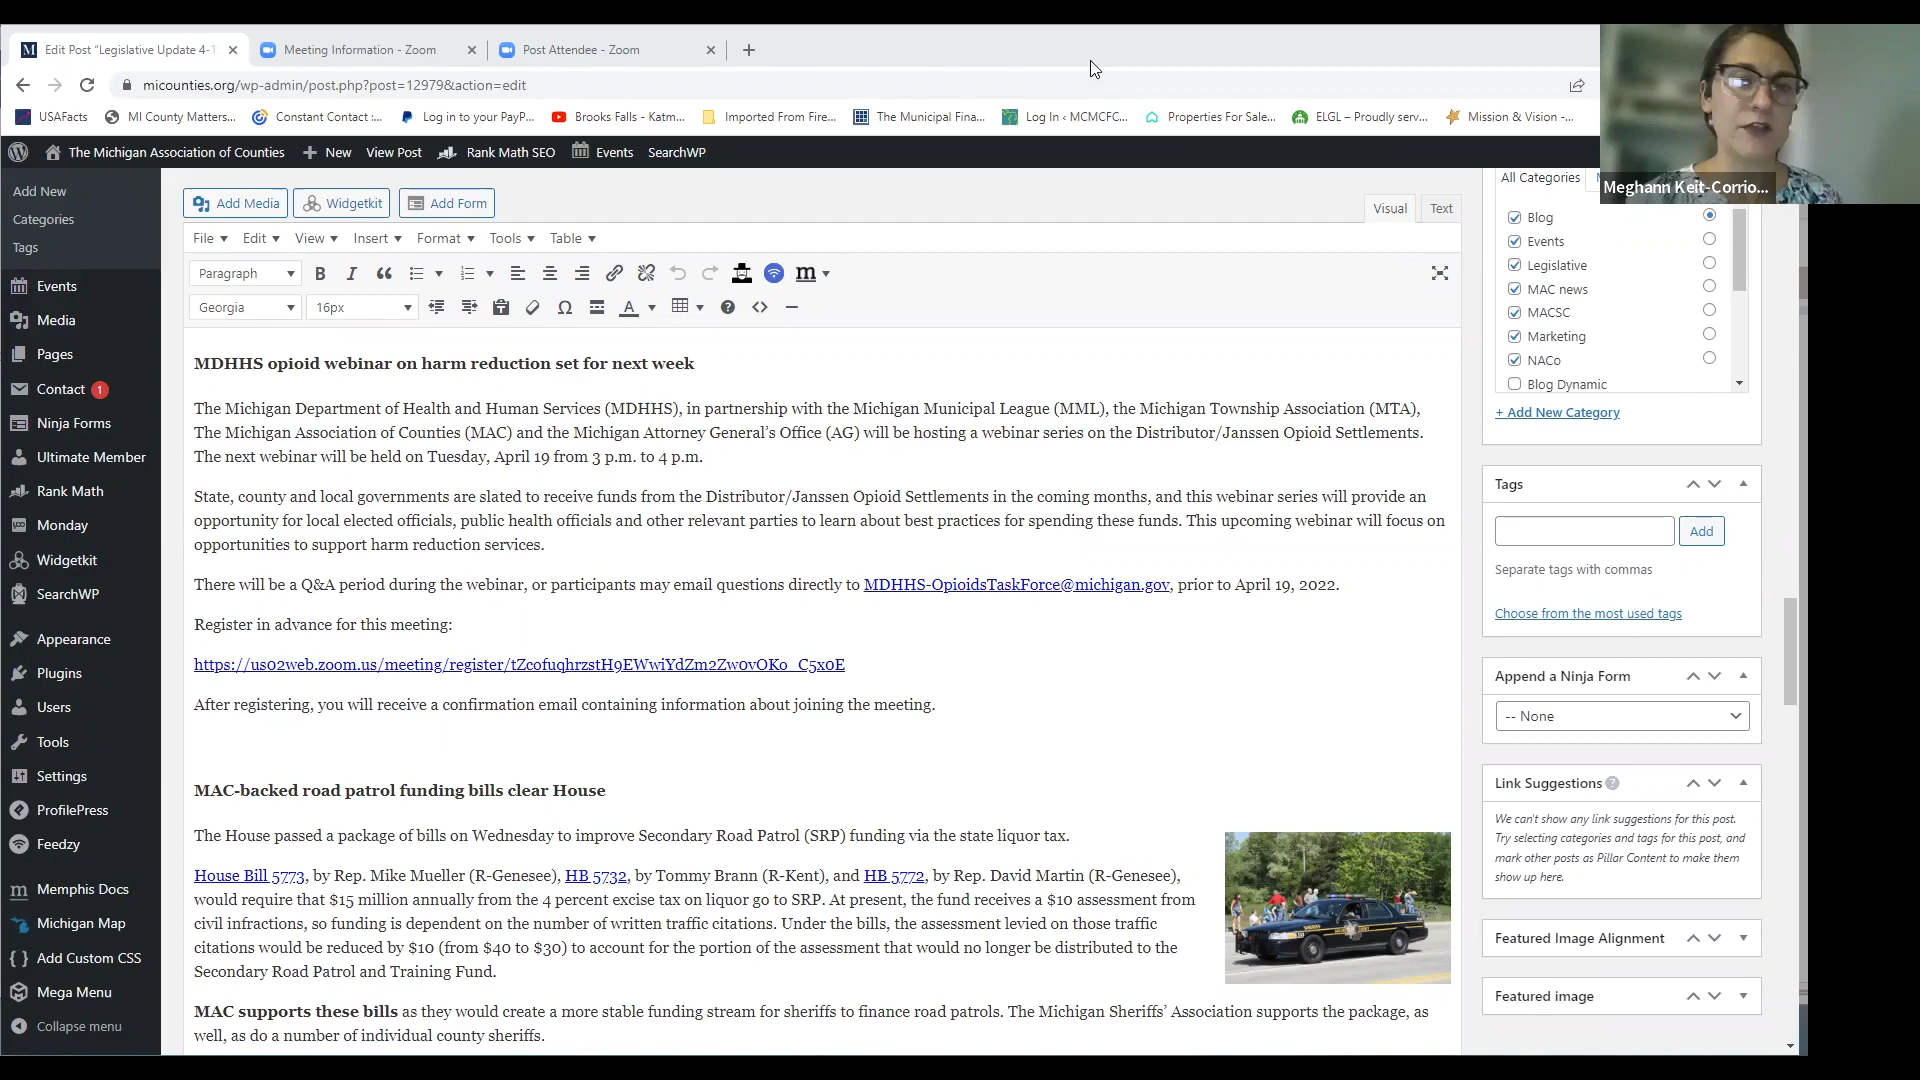 Edit Post “Legislative Update 4-1
Meeting Information - Zoom
Post Attendee - Zoom
micounties.org/wp-admin/post.php?post=12979&action=edit
USAFacts
MI County Matters...
Constant Contact :...
Log in to your PayP...
Brooks Falls - Katm...
Imported From Fire...
The Municipal Fina...
Log In ‹ MCMCFC...
Properties For Sale...
ELGL – Proudly serv...
Mission & Vision -...
The Michigan Association of Counties
New
View Post
Rank Math SEO
Events
SearchWP
Meghann Keit-Corrio...
Add New
Categories
Tags
Events
Media
Pages
Contact 1
Ninja Forms
Ultimate Member
Rank Math
Monday
Widgetkit
SearchWP
Appearance
Plugins
Users
Tools
Settings
ProfilePress
Feedzy
Memphis Docs
Michigan Map
Add Custom CSS
Mega Menu
Collapse menu
Add Media
Widgetkit
Add Form
Visual
Text
File
Edit
View
Insert
Format
Tools
Table
Paragraph
Georgia
16px
MDHHS opioid webinar on harm reduction set for next week
The Michigan Department of Health and Human Services (MDHHS), in partnership with the Michigan Municipal League (MML), the Michigan Township Association (MTA),
The Michigan Association of Counties (MAC) and the Michigan Attorney General’s Office (AG) will be hosting a webinar series on the Distributor/Janssen Opioid Settlements.
The next webinar will be held on Tuesday, April 19 from 3 p.m. to 4 p.m.
State, county and local governments are slated to receive funds from the Distributor/Janssen Opioid Settlements in the coming months, and this webinar series will provide an
opportunity for local elected officials, public health officials and other relevant parties to learn about best practices for spending these funds. This upcoming webinar will focus on
opportunities to support harm reduction services.
There will be a Q&A period during the webinar, or participants may email questions directly to MDHHS-OpioidsTaskForce@michigan.gov, prior to April 19, 2022.
Register in advance for this meeting:
https://us02web.zoom.us/meeting/register/tZcofuqhrzstH9EWwiYdZm2Zw0vOKo_C5x0E
After registering, you will receive a confirmation email containing information about joining the meeting.
MAC-backed road patrol funding bills clear House
The House passed a package of bills on Wednesday to improve Secondary Road Patrol (SRP) funding via the state liquor tax.
House Bill 5773, by Rep. Mike Mueller (R-Genesee), HB 5732, by Tommy Brann (R-Kent), and HB 5772, by Rep. David Martin (R-Genesee),
would require that $15 million annually from the 4 percent excise tax on liquor go to SRP. At present, the fund receives a $10 assessment from
civil infractions, so funding is dependent on the number of written traffic citations. Under the bills, the assessment levied on those traffic
citations would be reduced by $10 (from $40 to $30) to account for the portion of the assessment that would no longer be distributed to the
Secondary Road Patrol and Training Fund.
MAC supports these bills as they would create a more stable funding stream for sheriffs to finance road patrols. The Michigan Sheriffs’ Association supports the package, as
well, as do a number of individual county sheriffs.
All Categories
Blog
Events
Legislative
MAC news
MACSC
Marketing
NACo
Blog Dynamic
+ Add New Category
Tags
Add
Separate tags with commas
Choose from the most used tags
Append a Ninja Form
-- None
Link Suggestions
We can't show any link suggestions for this post.
Try selecting categories and tags for this post, and
mark other posts as Pillar Content to make them
show up here.
Featured Image Alignment
Featured image